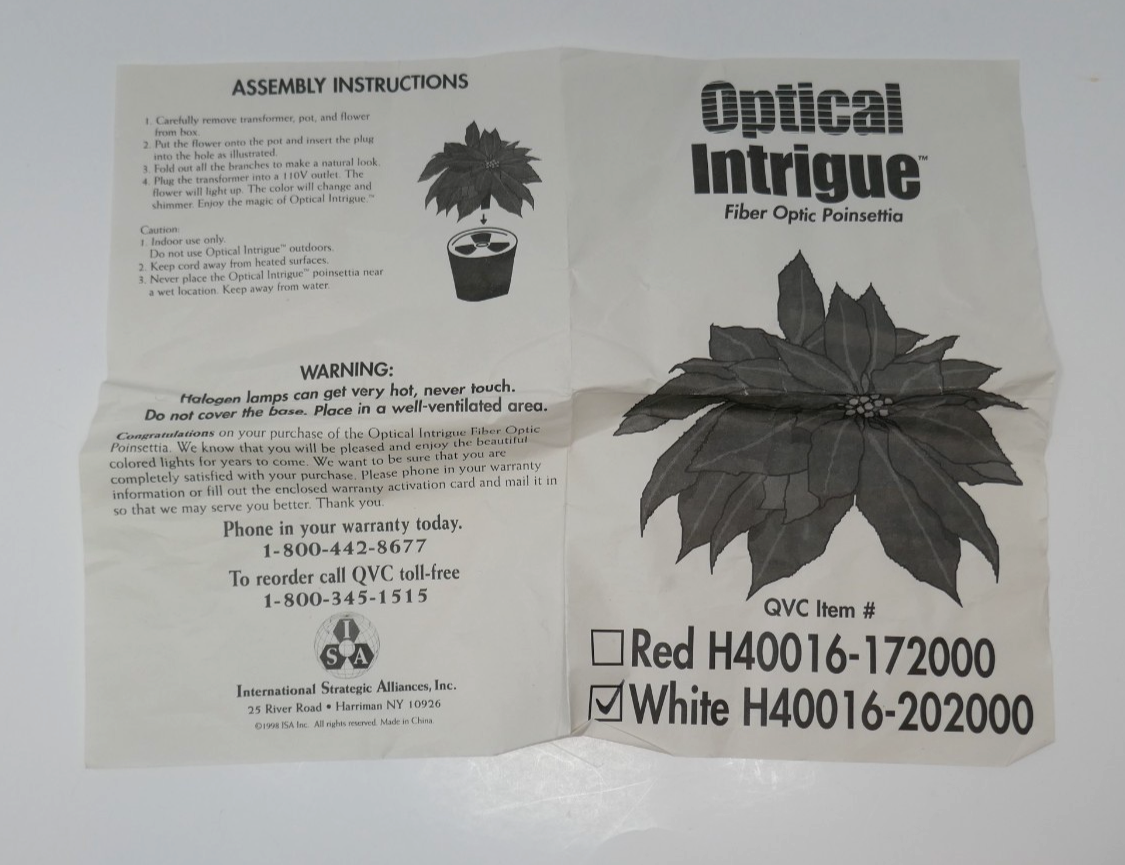 ASSEMBLY INSTRUCTIONS
1. Carefully remove transformer, pot, and flower
from box.
2. Put the flower onto the pot and insert the plug
into the hole as illustrated.
3. Fold out all the branches to make a natural look.
4. Plug the transformer into a 110V outlet. The
flower will light up. The color will change and
shimmer. Enjoy the magic of Optical Intrigue.™
Caution:
1. Indoor use only.
Do not use Optical Intrigue™ outdoors.
2. Keep cord away from heated surfaces.
3. Never place the Optical Intrigue™ poinsettia near
a wet location. Keep away from water.
WARNING:
Halogen lamps can get very hot, never touch.
Do not cover the base. Place in a well-ventilated area.
Congratulations on your purchase of the Optical Intrigue Fiber Optic
Poinsettia. We know that you will be pleased and enjoy the beautiful
colored lights for years to come. We want to be sure that you are
completely satisfied with your purchase. Please phone in your warranty
information or fill out the enclosed warranty activation card and mail it in
so that we may serve you better. Thank you.
Phone in your warranty today.
1-800-442-8677
To reorder call QVC toll-free
1-800-345-1515
I
S A
International Strategic Alliances, Inc.
25 River Road • Harriman NY 10926
©1998 ISA Inc. All rights reserved. Made in China.
Optical
Intrigue™
Fiber Optic Poinsettia
QVC Item #
Red H40016-172000
White H40016-202000